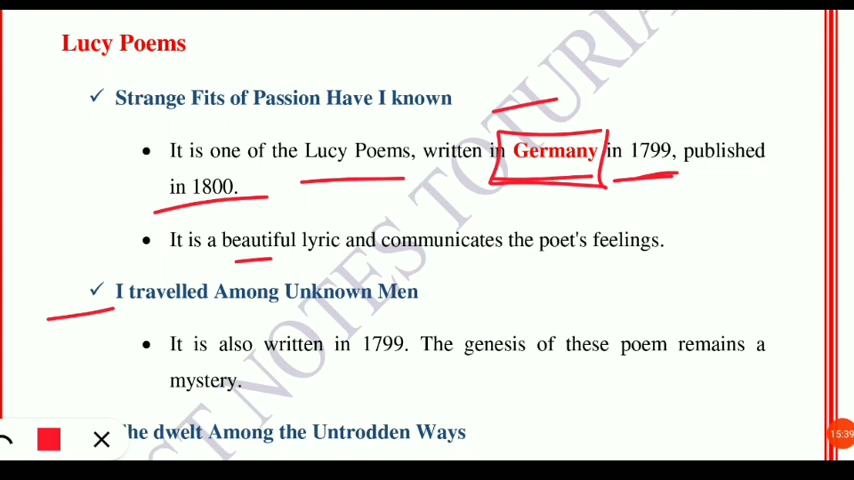 Lucy Poems
✓ Strange Fits of Passion Have I known
• It is one of the Lucy Poems, written in Germany in 1799, published
in 1800.
• It is a beautiful lyric and communicates the poet's feelings.
✓ I travelled Among Unknown Men
• It is also written in 1799. The genesis of these poem remains a
mystery.
he dwelt Among the Untrodden Ways
15:39
NOTES TOTURIA